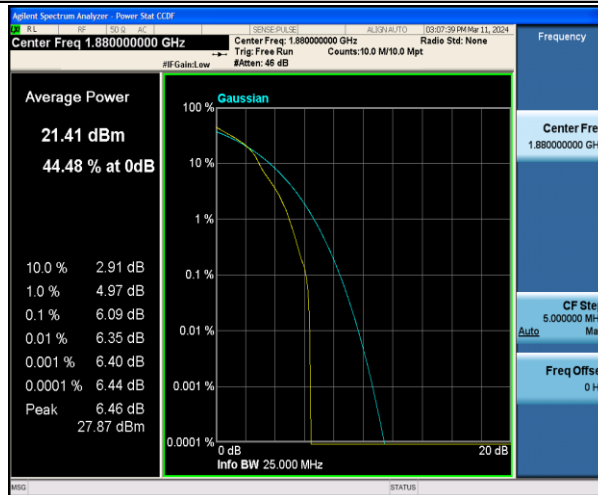 Agilent Spectrum Analyzer - Power Stat CCDF
RL RF 50 Ω AC SENSE:PULSE ALIGNAUTO 03:07:39 PM Mar 11, 2024
Center Freq 1.880000000 GHz
Center Freq: 1.880000000 GHz Radio Std: None
Trig: Free Run Counts:10.0 M/10.0 Mpt
#IFGain:Low #Atten: 46 dB
Frequency
Average Power
21.41 dBm
44.48 % at 0dB
10.0 % 2.91 dB
1.0 % 4.97 dB
0.1 % 6.09 dB
0.01 % 6.35 dB
0.001 % 6.40 dB
0.0001 % 6.44 dB
Peak 6.46 dB
27.87 dBm
Gaussian
100 %
10 %
1 %
0.1 %
0.01 %
0.001 %
0.0001 %
0 dB 20 dB
Info BW 25.000 MHz
Center Fre
1.880000000 GH
CF Ste
5.000000 MH
Auto Ma
Freq Offse
0 H
MSG STATUS